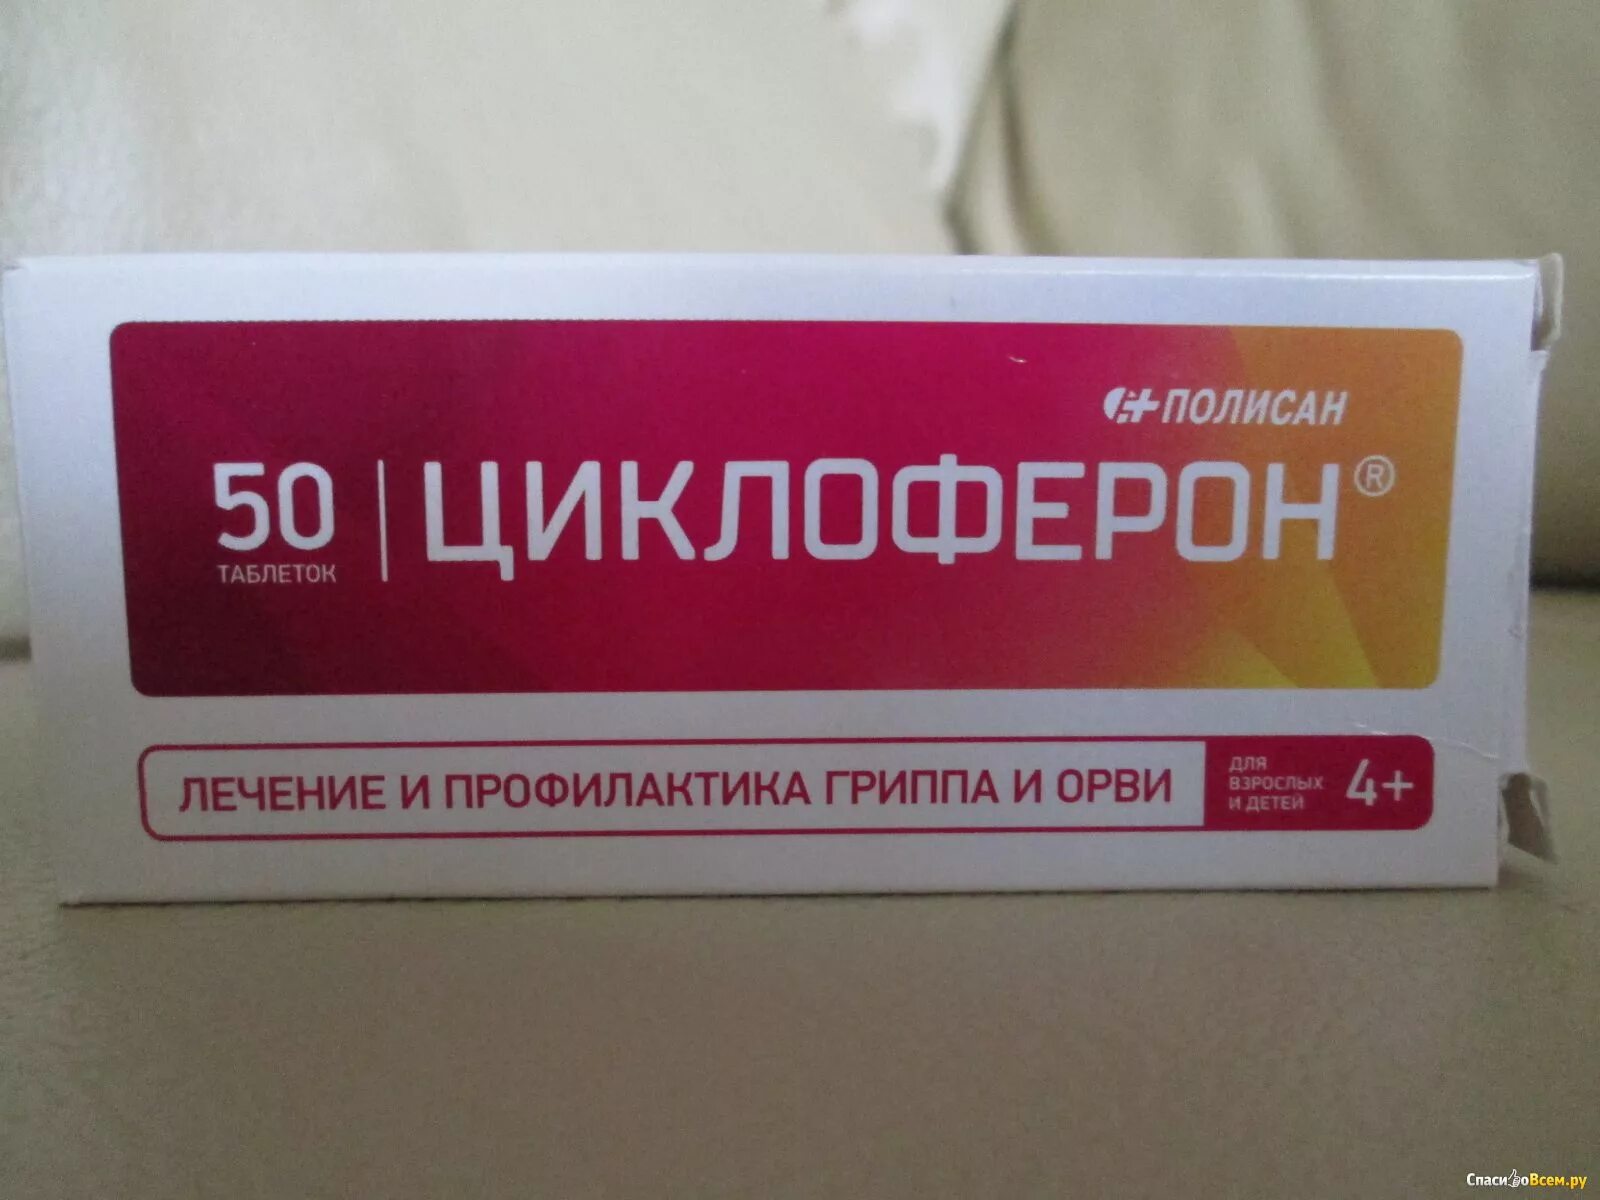 ПОЛИСАН
50
ТАБЛЕТОК
ЦИКЛОФЕРОН®
ЛЕЧЕНИЕ И ПРОФИЛАКТИКА ГРИППА И ОРВИ
ДЛЯ
ВЗРОСЛЫХ
И ДЕТЕЙ
4+
СпасибоВсем.ру